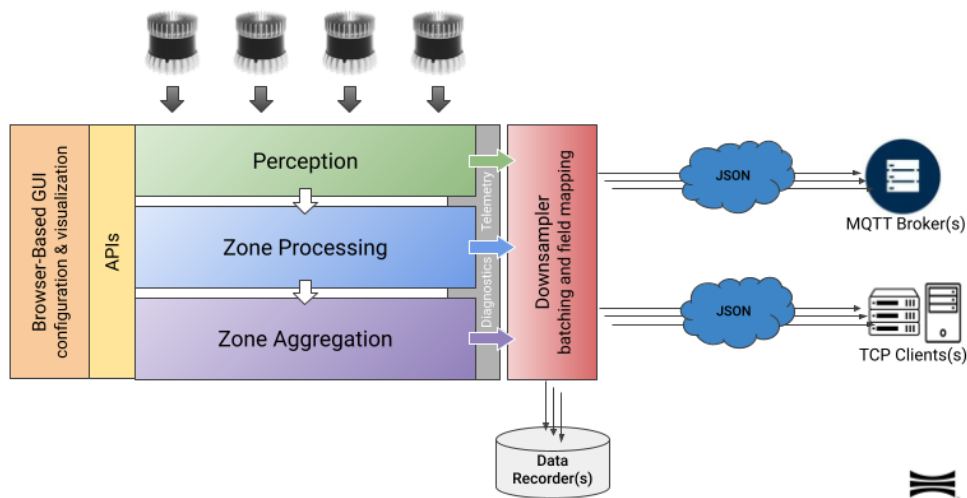 Browser-Based GUI
configuration & visualization
APIs
Perception
Zone Processing
Zone Aggregation
Telemetry
Diagnostics
Downsampler
batching and field mapping
JSON
MQTT Broker(s)
JSON
TCP Clients(s)
Data
Recorder(s)